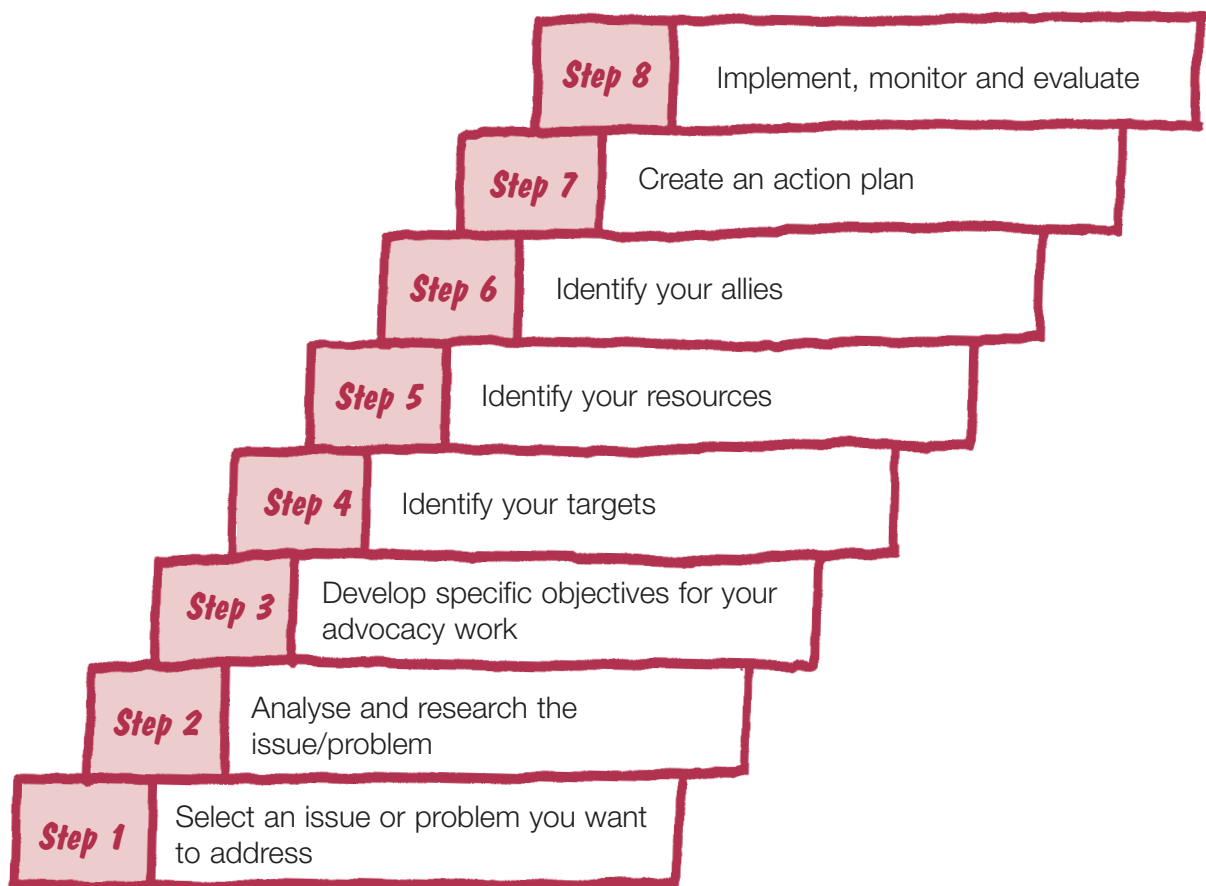 Step 8 Implement, monitor and evaluate
Step 7 Create an action plan
Step 6 Identify your allies
Step 5 Identify your resources
Step 4 Identify your targets
Step 3 Develop specific objectives for your
advocacy work
Step 2 Analyse and research the
issue/problem
Step 1 Select an issue or problem you want
to address